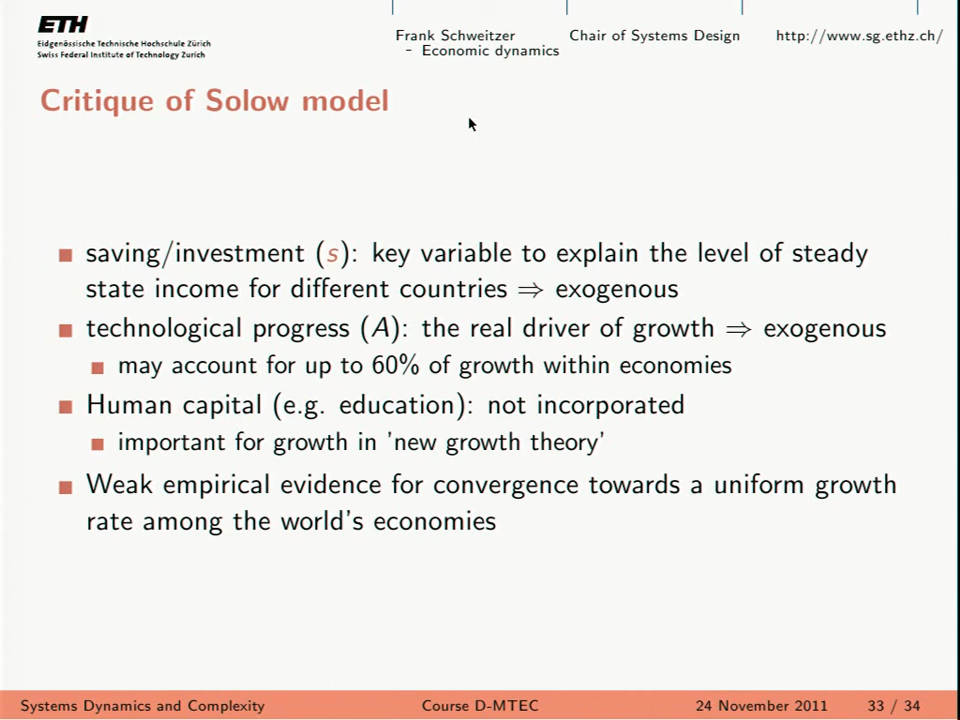 ETH
Eidgenössische Technische Hochschule Zürich
Swiss Federal Institute of Technology Zurich
Frank Schweitzer
- Economic dynamics
Chair of Systems Design
http://www.sg.ethz.ch/
Critique of Solow model
saving/investment (s): key variable to explain the level of steady
state income for different countries ⇒ exogenous
technological progress (A): the real driver of growth ⇒ exogenous
may account for up to 60% of growth within economies
Human capital (e.g. education): not incorporated
important for growth in 'new growth theory'
Weak empirical evidence for convergence towards a uniform growth
rate among the world's economies
Systems Dynamics and Complexity
Course D-MTEC
24 November 2011
33 / 34